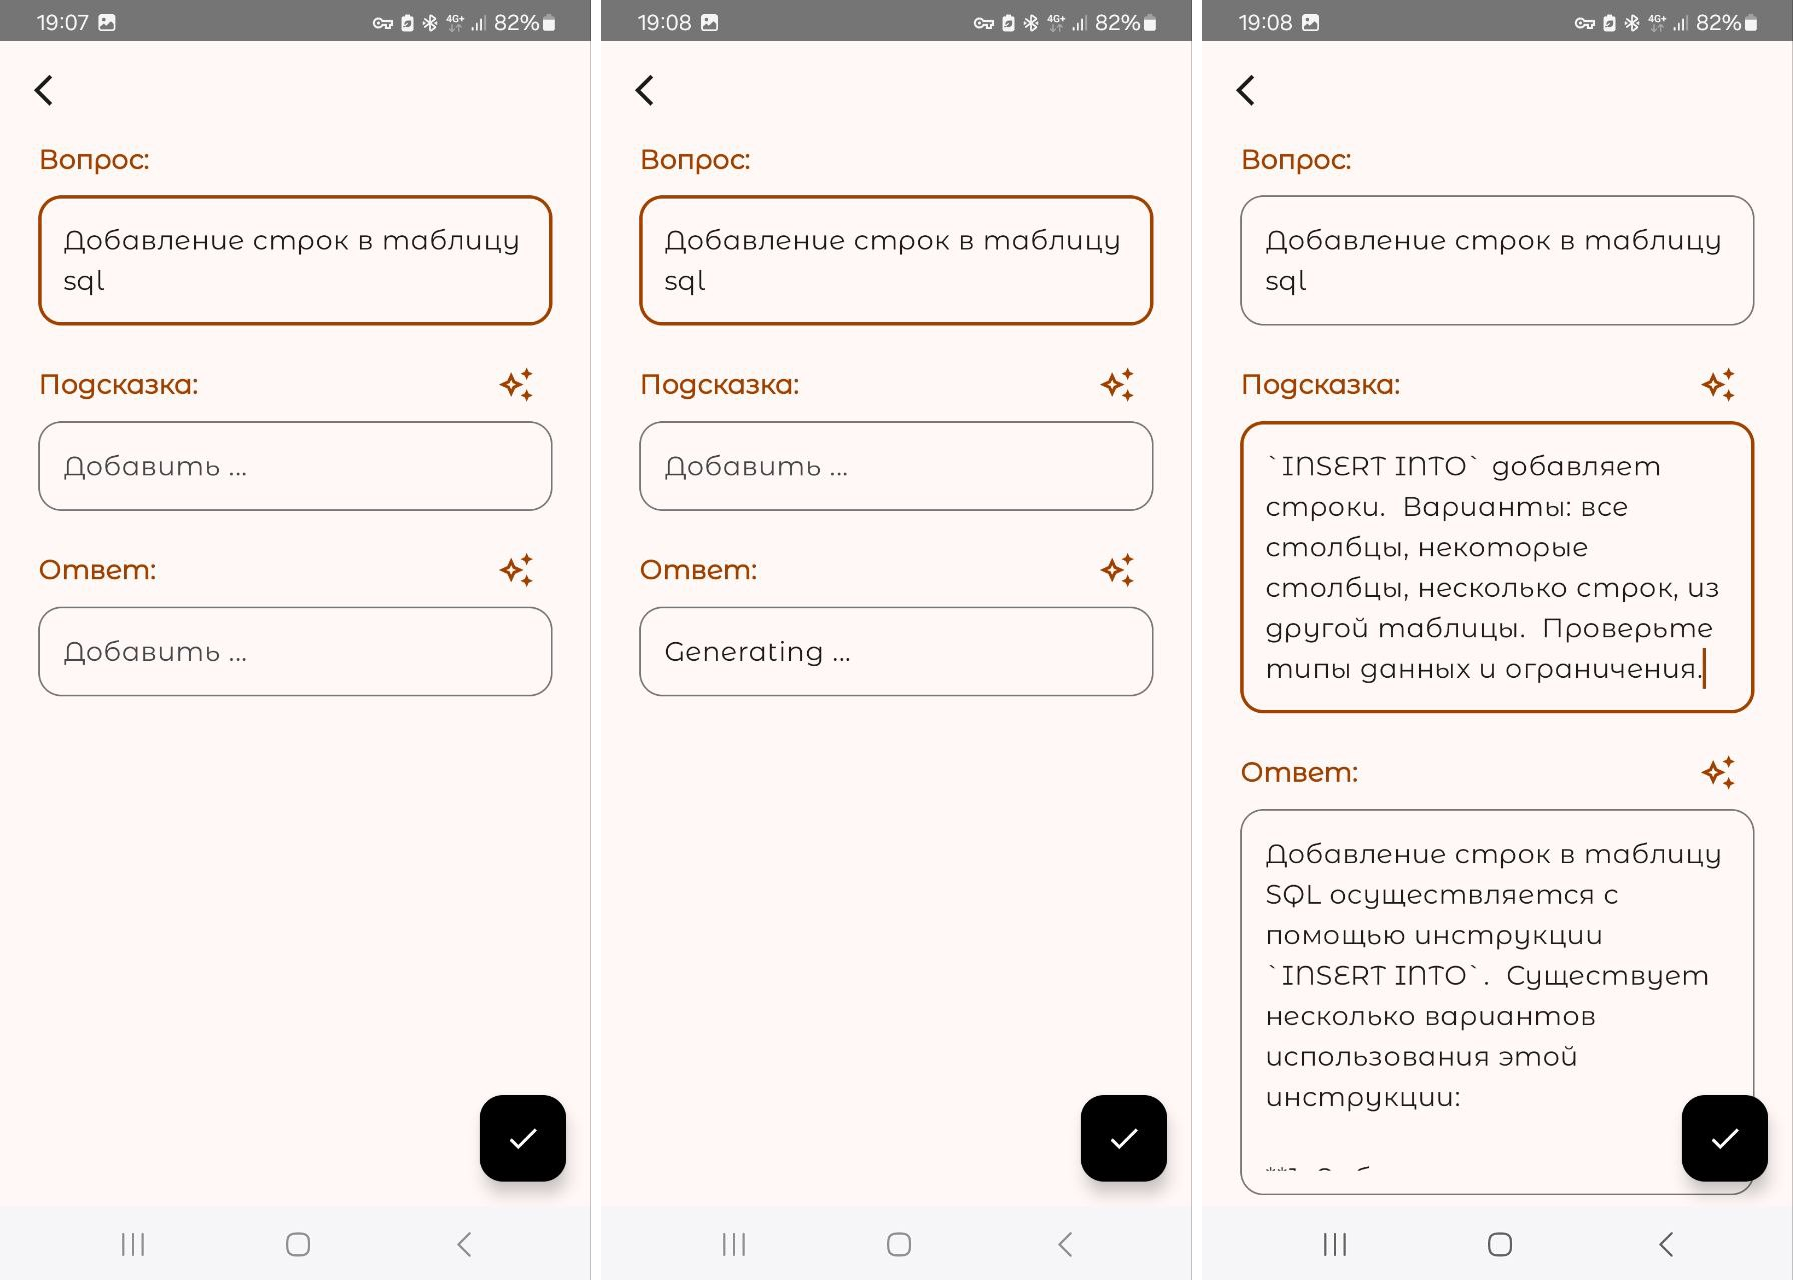 19:07
4G+
82%
Вопрос:
Добавление строк в таблицу
sql
Подсказка:
Добавить ...
Ответ:
Добавить ...
19:08
4G+
82%
Вопрос:
Добавление строк в таблицу
sql
Подсказка:
Добавить ...
Ответ:
Generating ...
19:08
4G+
82%
Вопрос:
Добавление строк в таблицу
sql
Подсказка:
`INSERT INTO` добавляет
строки.  Варианты: все
столбцы, некоторые
столбцы, несколько строк, из
другой таблицы.  Проверьте
типы данных и ограничения.
Ответ:
Добавление строк в таблицу
SQL осуществляется с
помощью инструкции
`INSERT INTO`.  Существует
несколько вариантов
использования этой
инструкции: